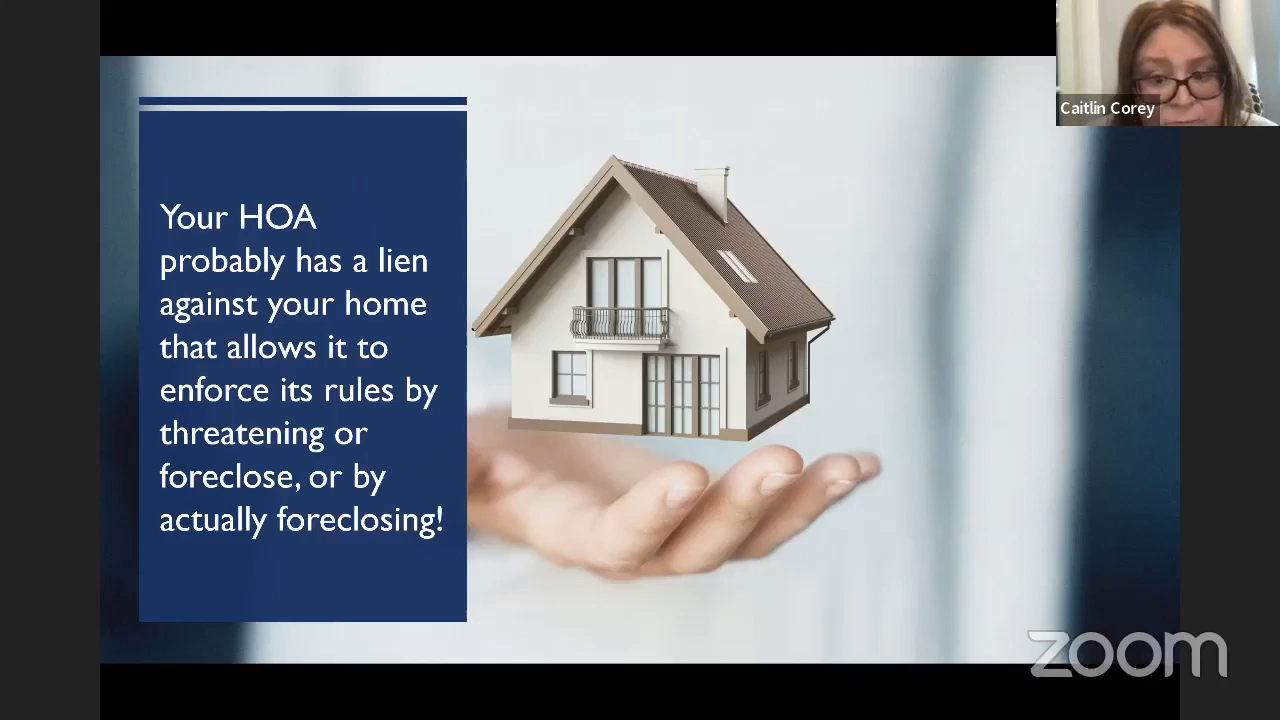 Caitlin Corey
Your HOA
probably has a lien
against your home
that allows it to
enforce its rules by
threatening or
foreclose, or by
actually foreclosing!
zoom